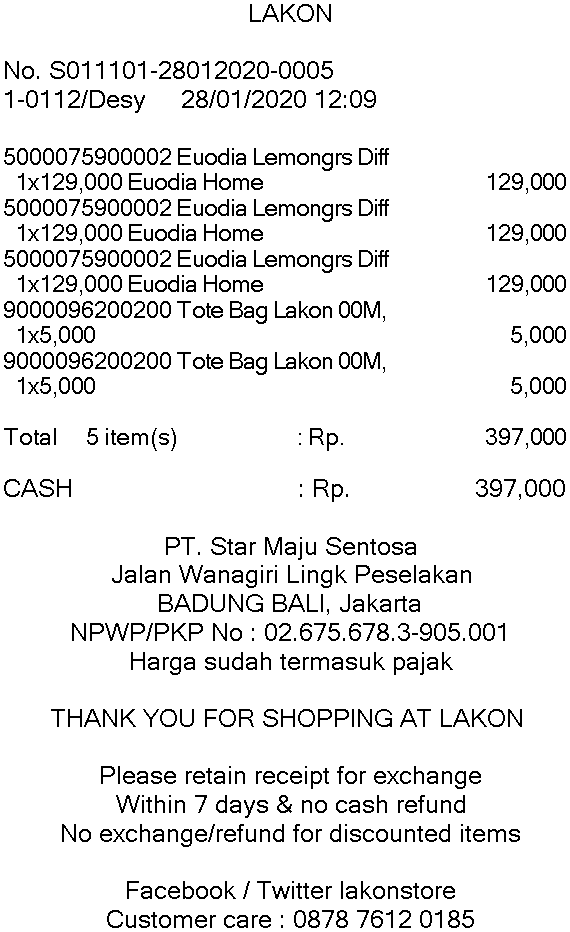 LAKON
No. S011101-28012020-0005
1-0112/Desy 28/01/2020 12:09
5000075900002 Euodia Lemongrs Diff
1x129,000 Euodia Home 129,000
5000075900002 Euodia Lemongrs Diff
1x129,000 Euodia Home 129,000
5000075900002 Euodia Lemongrs Diff
1x129,000 Euodia Home 129,000
9000096200200 Tote Bag Lakon 00M,
1x5,000 5,000
9000096200200 Tote Bag Lakon 00M,
1x5,000 5,000
Total 5 item(s) : Rp. 397,000
CASH : Rp. 397,000
PT. Star Maju Sentosa
Jalan Wanagiri Lingk Peselakan
BADUNG BALI, Jakarta
NPWP/PKP No : 02.675.678.3-905.001
Harga sudah termasuk pajak
THANK YOU FOR SHOPPING AT LAKON
Please retain receipt for exchange
Within 7 days & no cash refund
No exchange/refund for discounted items
Facebook / Twitter lakonstore
Customer care : 0878 7612 0185